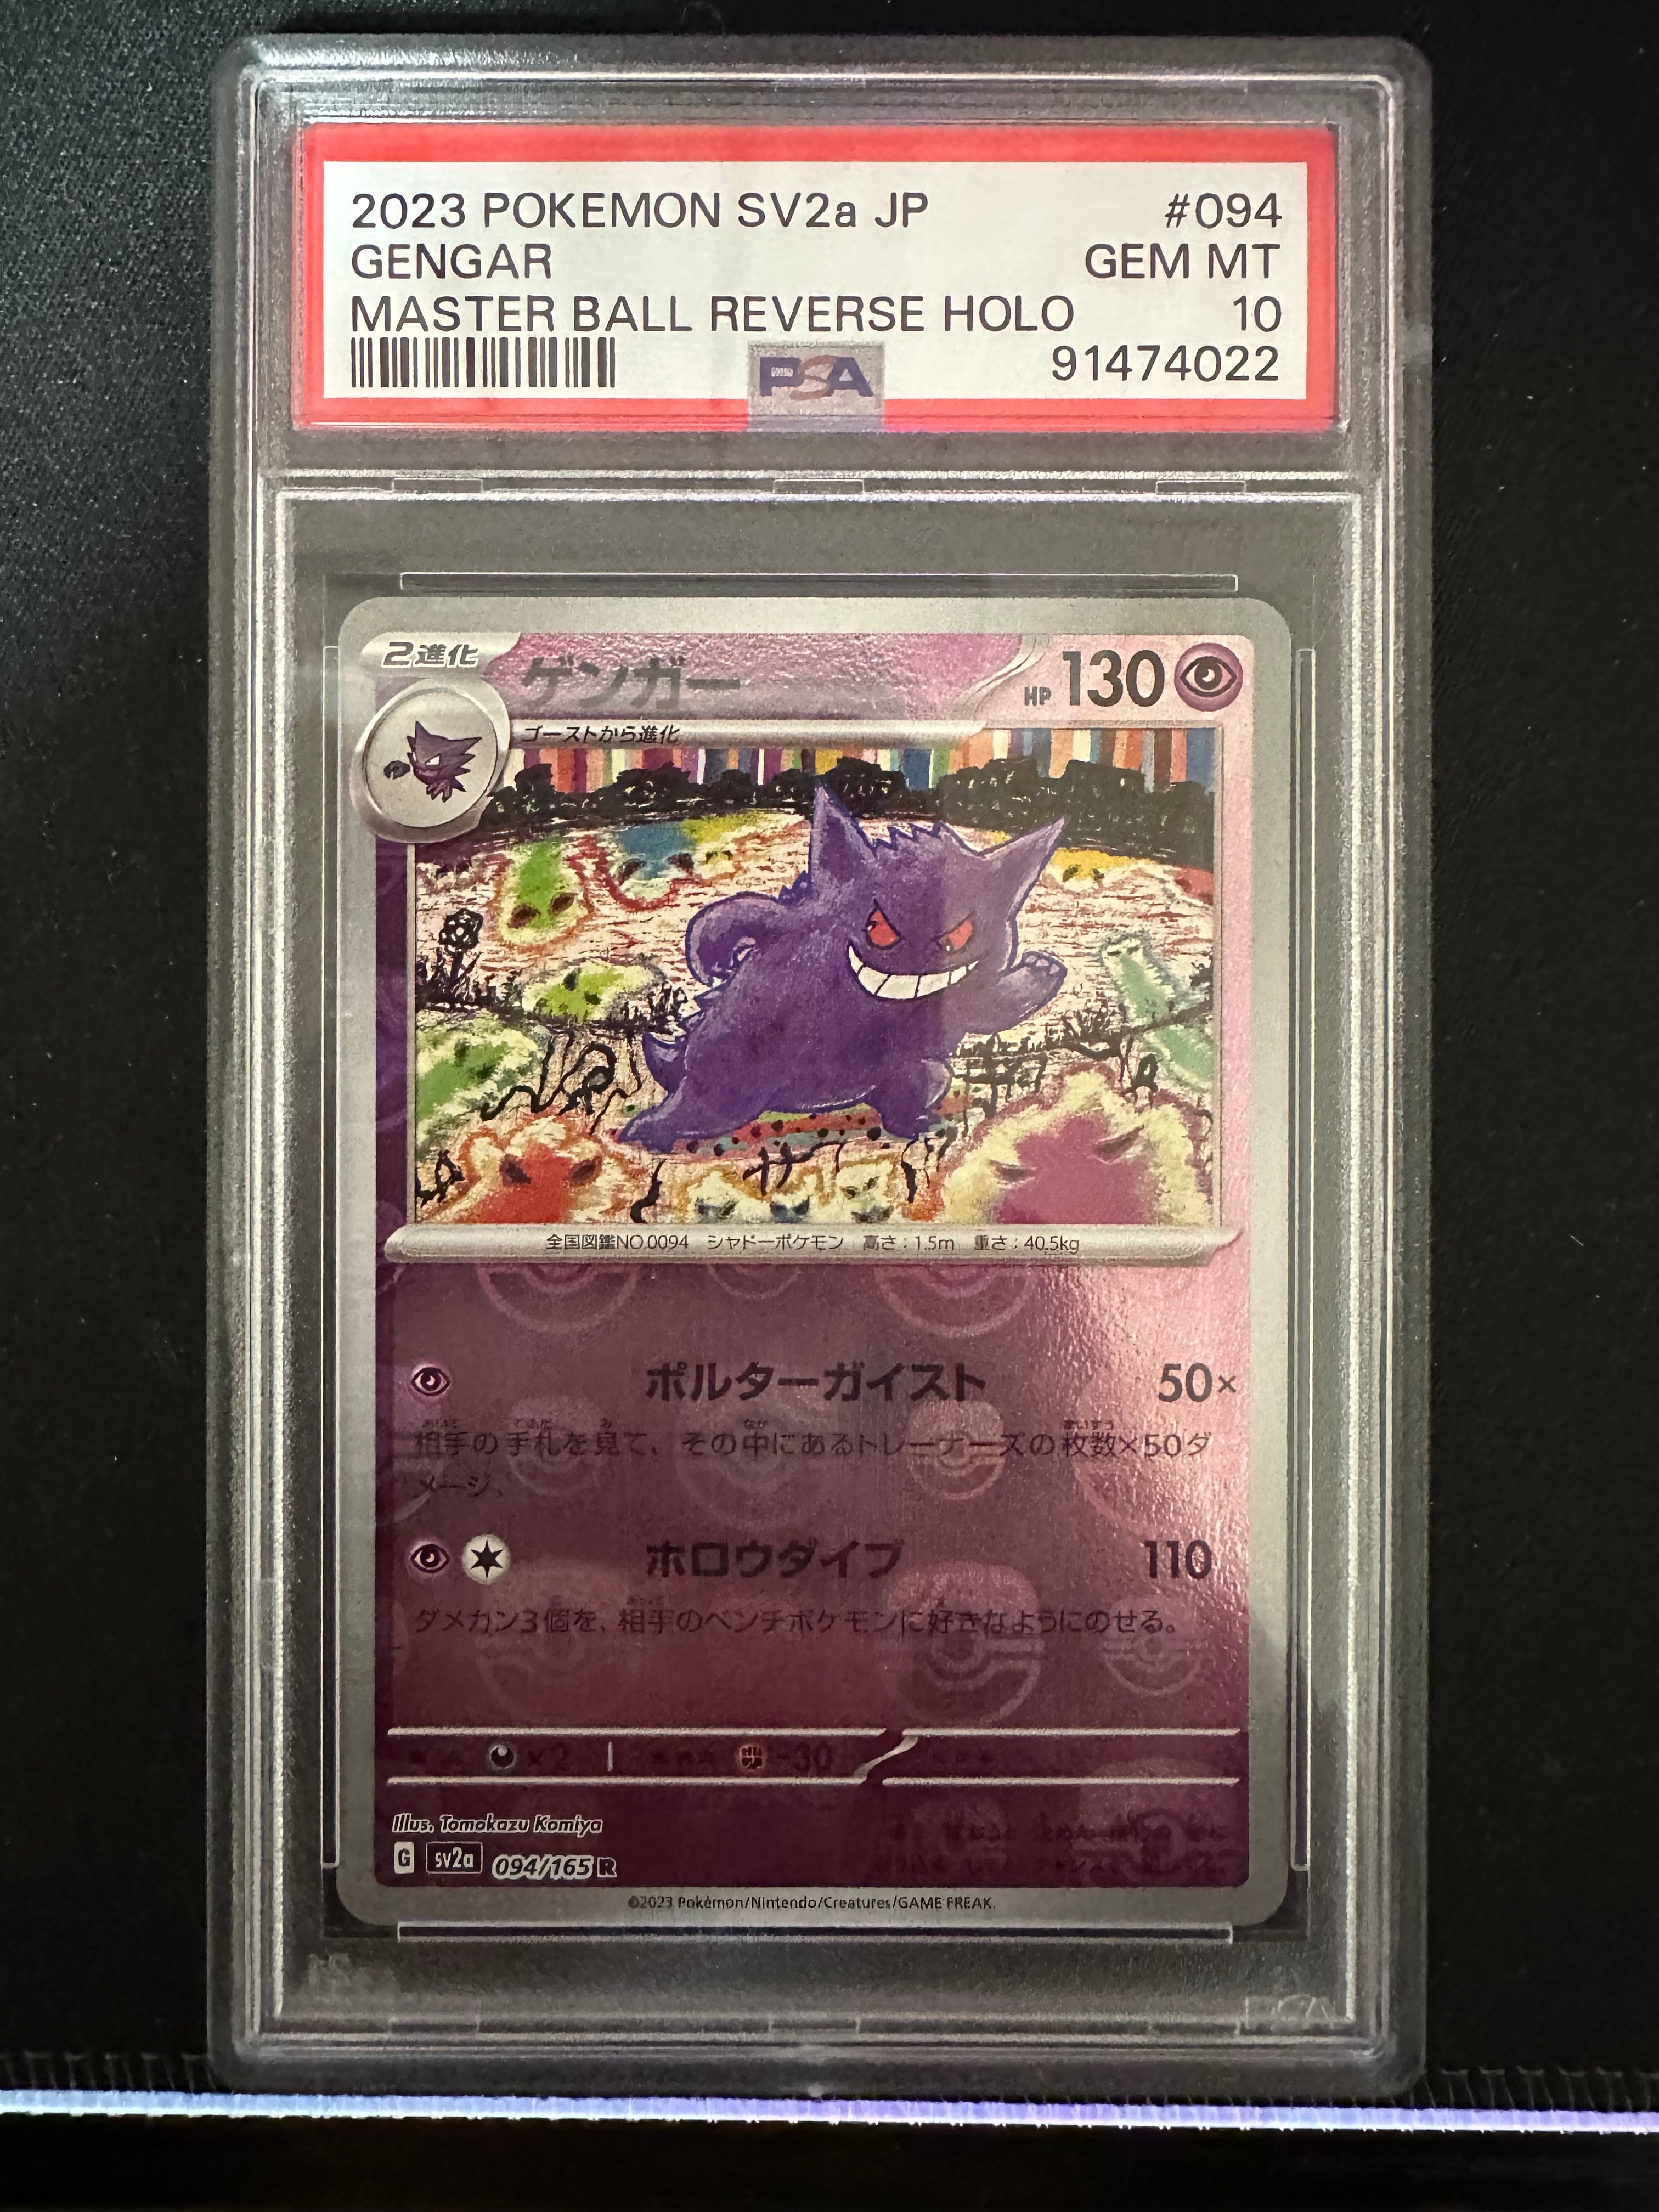 2023 POKEMON SV2a JP #094
GENGAR GEM MT
MASTER BALL REVERSE HOLO 10
PSA 91474022
2進化 ゲンガー HP 130
ゴーストから進化
全国図鑑NO.0094 シャドーポケモン 高さ:1.5m 重さ:40.5kg
ポルターガイスト 50×
相手の手札を見て、その中にあるトレーナーズの枚数×50ダ
メージ。
ホロウダイブ 110
ダメカン3個を、相手のベンチポケモンに好きなようにのせる。
×2 -30
Illus. Tomokazu Komiya
G sv2a 094/165 R
©2023 Pokémon/Nintendo/Creatures/GAME FREAK.
PSA